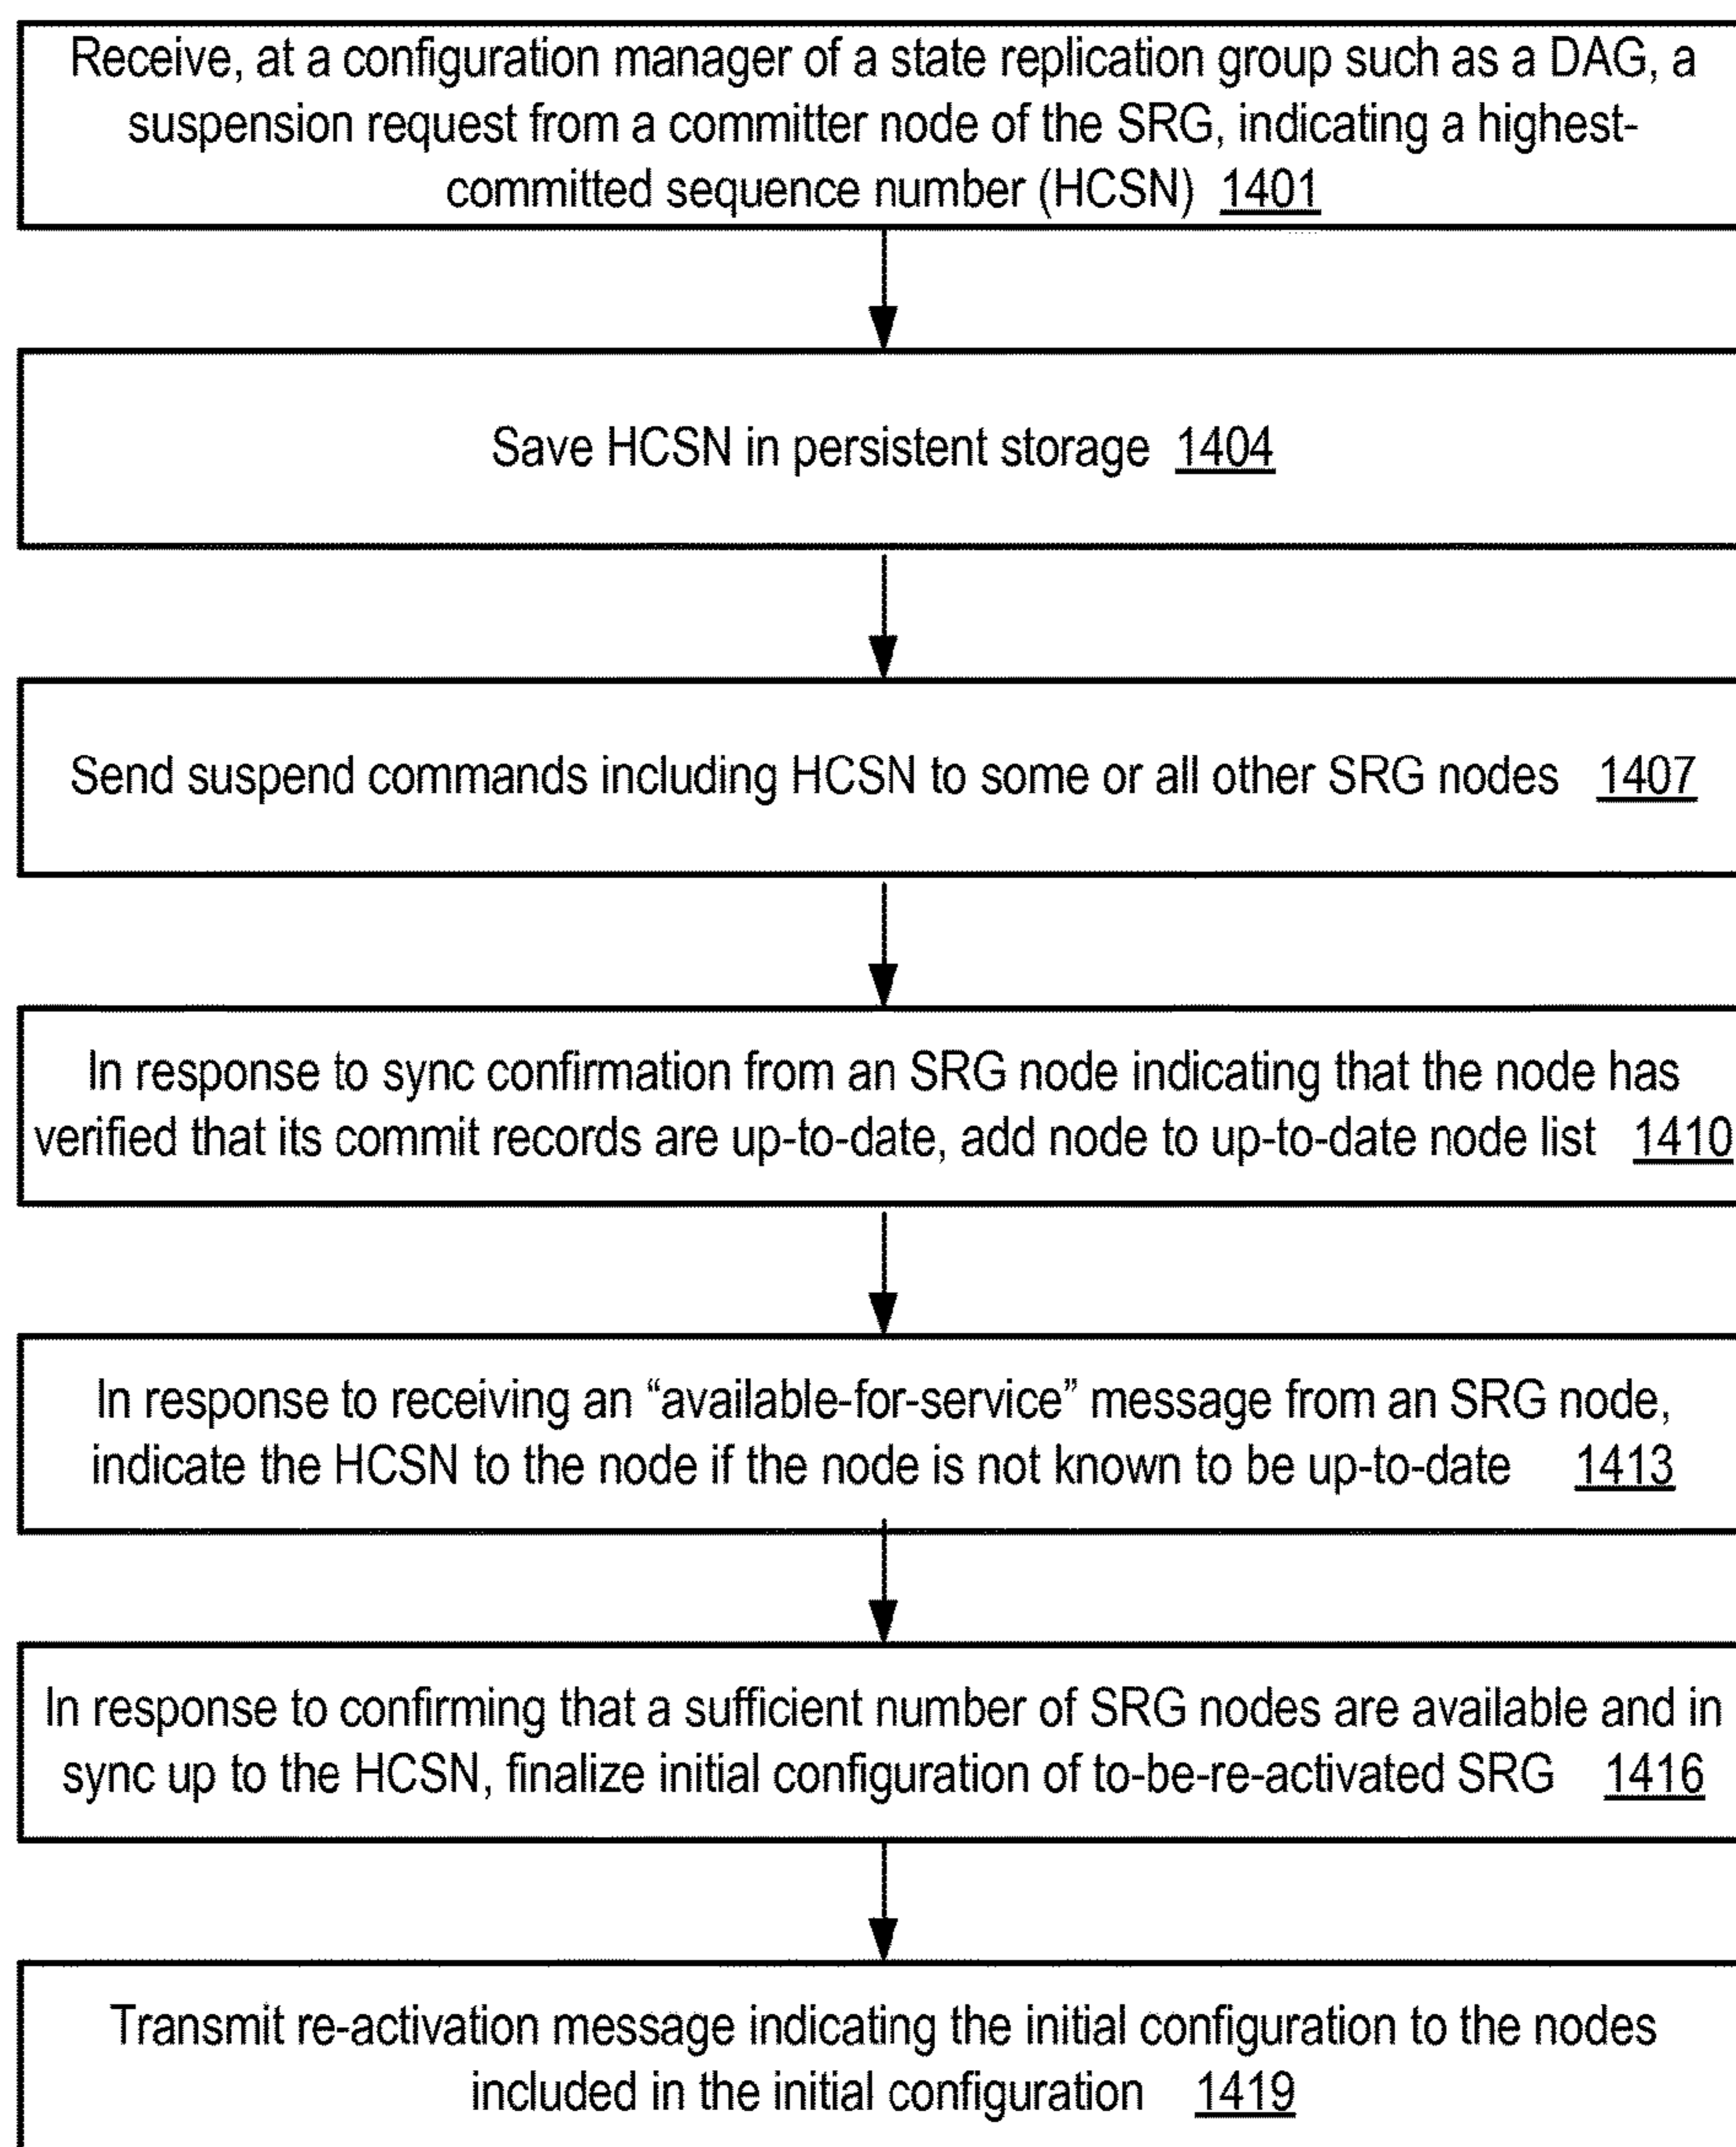 Receive, at a configuration manager of a state replication group such as a DAG, a
suspension request from a committer node of the SRG, indicating a highest-
committed sequence number (HCSN) 1401
Save HCSN in persistent storage 1404
Send suspend commands including HCSN to some or all other SRG nodes 1407
In response to sync confirmation from an SRG node indicating that the node has
verified that its commit records are up-to-date, add node to up-to-date node list 1410
In response to receiving an “available-for-service” message from an SRG node,
indicate the HCSN to the node if the node is not known to be up-to-date 1413
In response to confirming that a sufficient number of SRG nodes are available and in
sync up to the HCSN, finalize initial configuration of to-be-re-activated SRG 1416
Transmit re-activation message indicating the initial configuration to the nodes
included in the initial configuration 1419